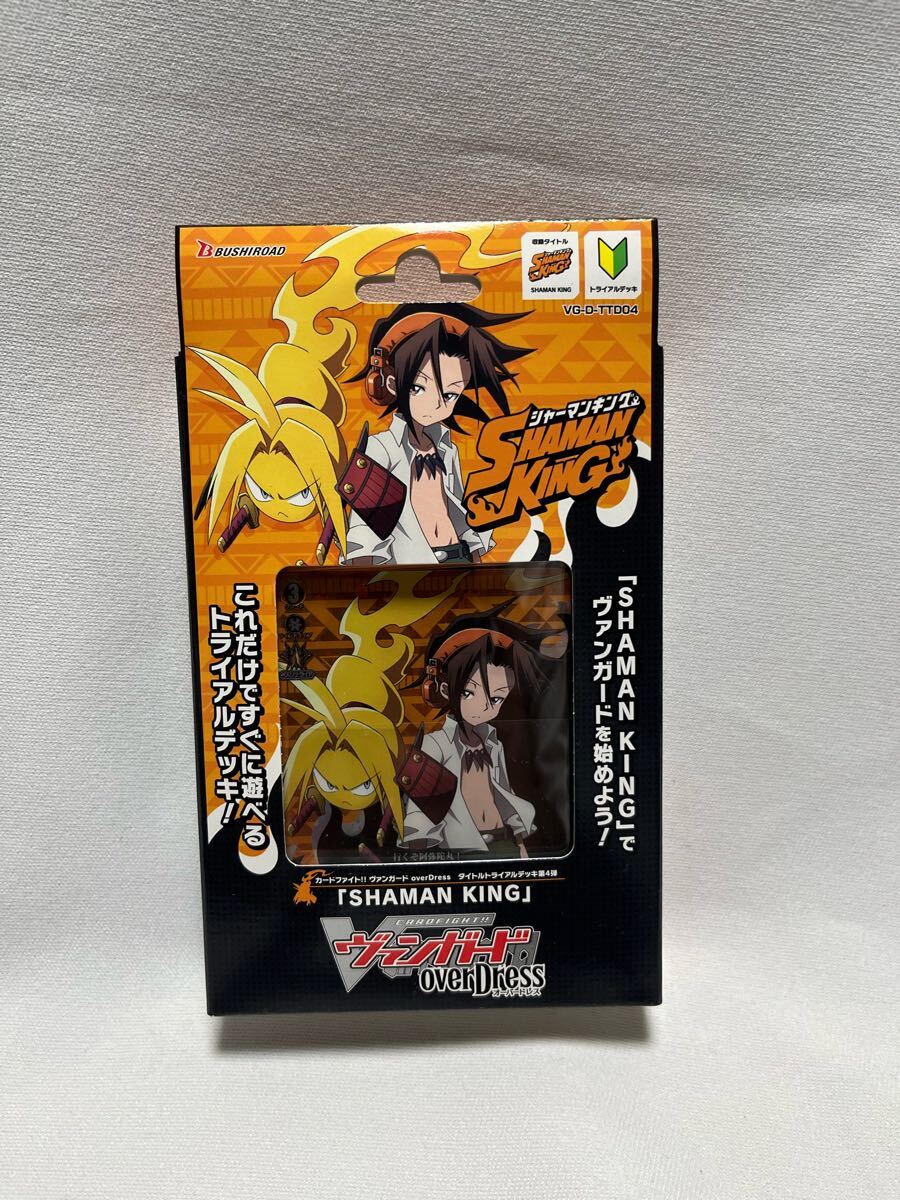 BUSHIROAD
収録タイトル
SHAMAN KING
SHAMAN KING
トライアルデッキ
VG-D-TTD04
シャーマンキング
SHAMAN
KING
「SHAMAN KING」で
ヴァンガードを始めよう!
これだけですぐに遊べる
トライアルデッキ!
3
行くぞ阿弥陀丸!
カードファイト!! ヴァンガード overDress タイトルトライアルデッキ第4弾
「SHAMAN KING」
CARDFIGHT!!
ヴァンガード
overDress
オーバードレス